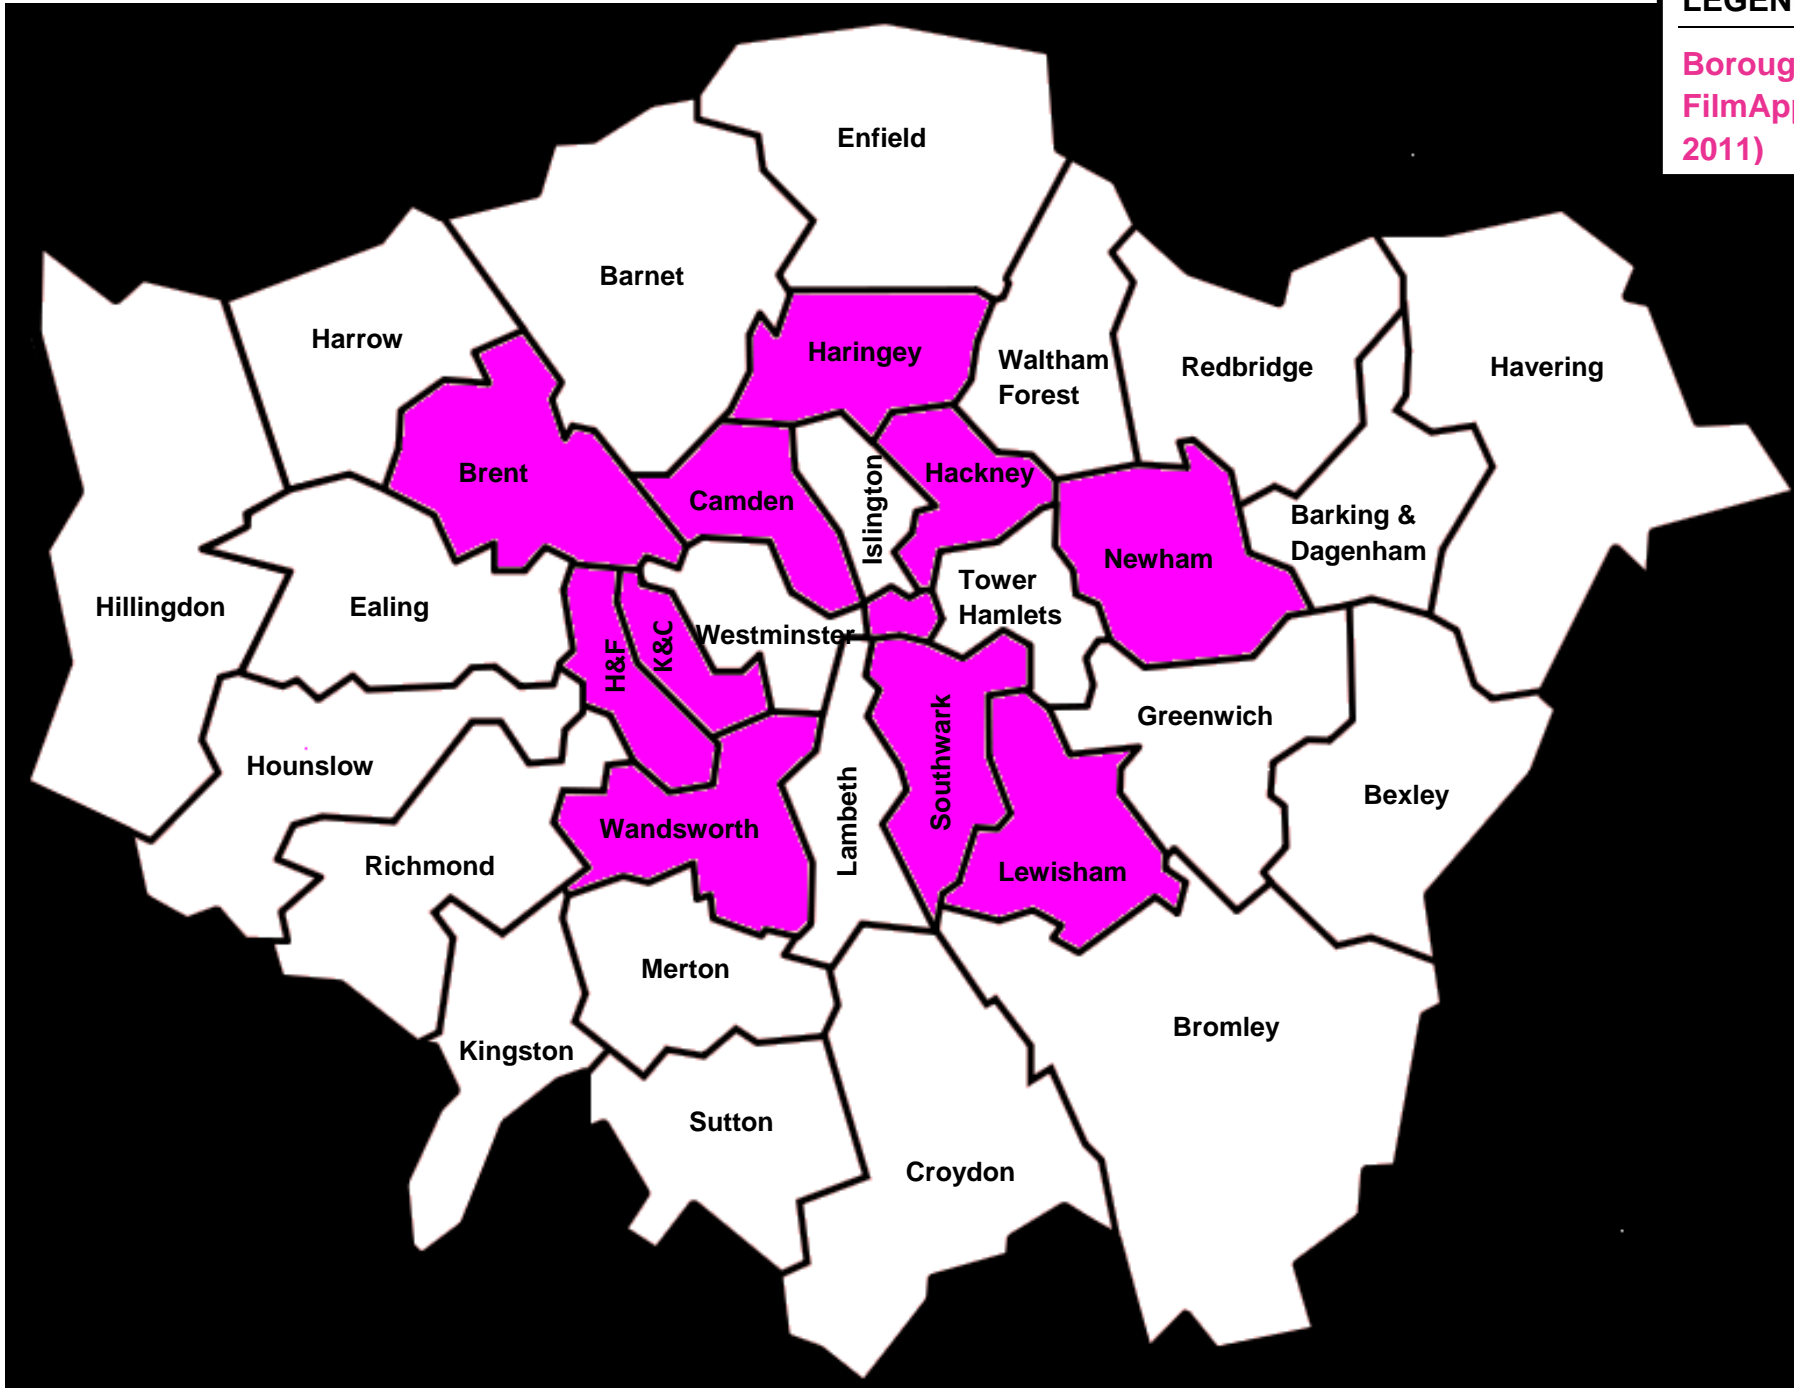 LEGEN
Boroug
FilmApp
2011)
Enfield
Barnet
Harrow
Haringey
Waltham
Forest
Redbridge
Havering
Brent
Camden
Islington
Hackney
Newham
Barking &
Dagenham
Hillingdon
Ealing
H&F
K&C
Westminster
Tower
Hamlets
Hounslow
Richmond
Wandsworth
Lambeth
Southwark
Lewisham
Greenwich
Bexley
Merton
Kingston
Sutton
Croydon
Bromley